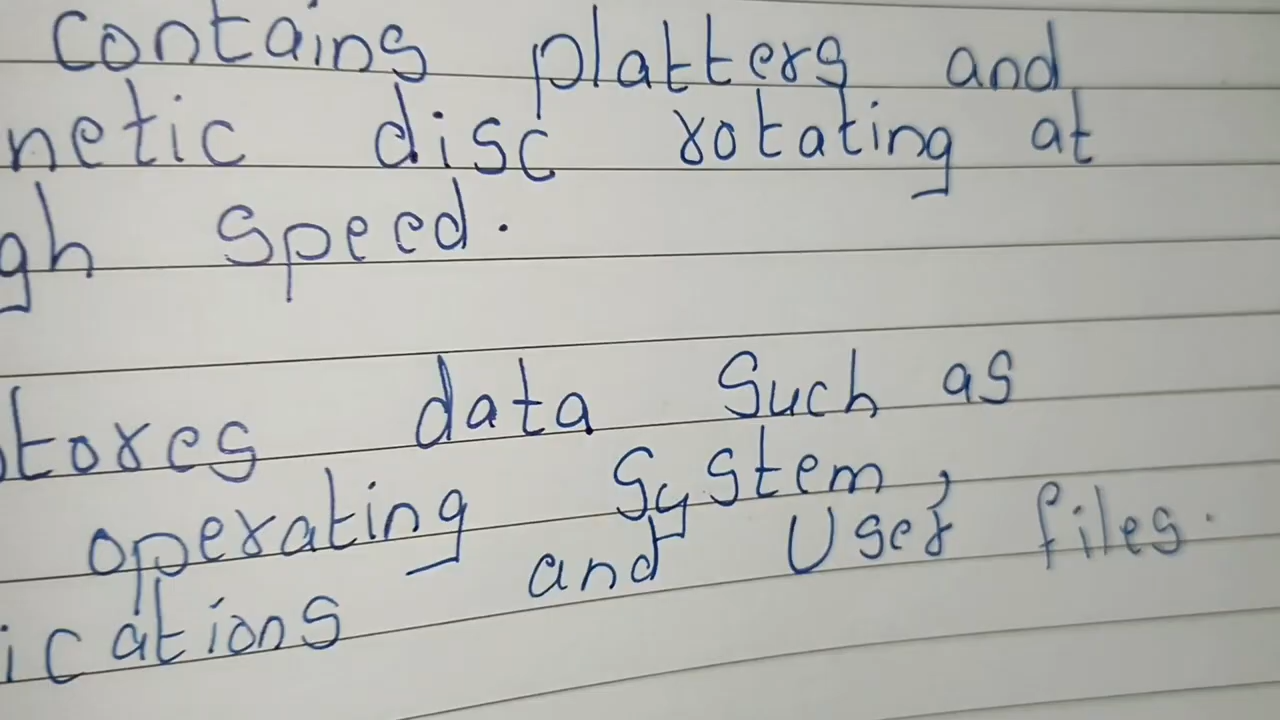 contains platters and
netic disc rotating at
gh speed.
tores data such as
operating system,
ications and user files.